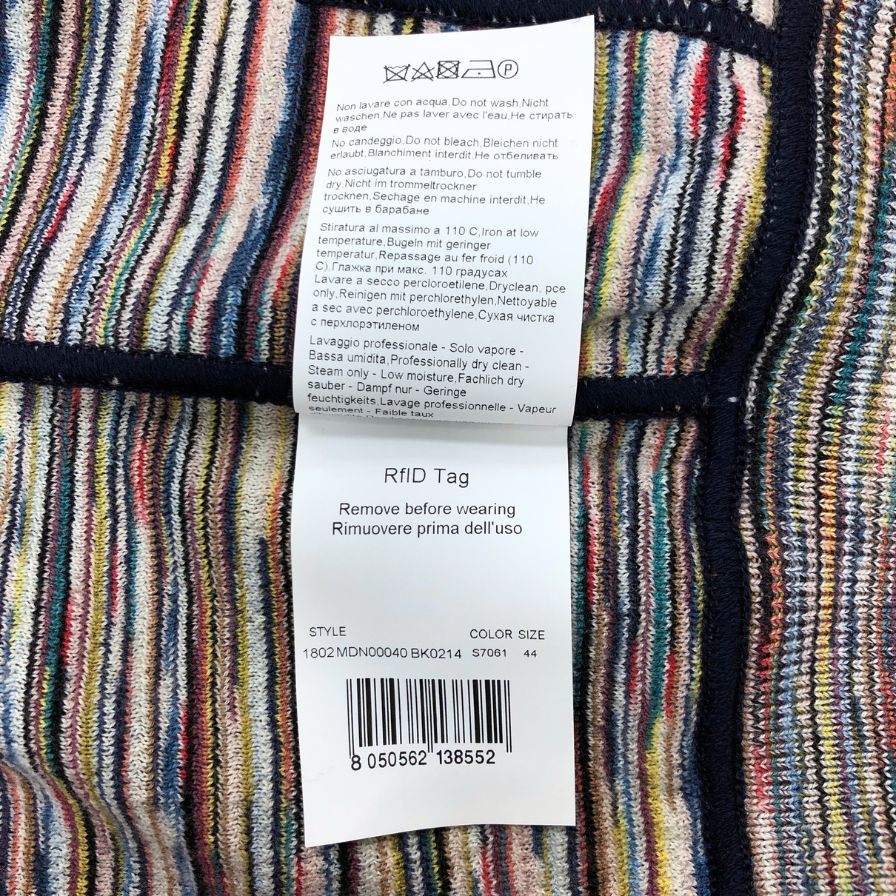 P
Non lavare con acqua,Do not wash,Nicht
waschen,Ne pas laver avec l'eau,Не стирать
в воде
No candeggio,Do not bleach,Bleichen nicht
erlaubt,Blanchiment interdit,Не отбеливать
No asciugatura a tamburo,Do not tumble
dry,Nicht im trommeltrockner
trocknen,Sechage en machine interdit,Не
сушить в барабане
Stiratura al massimo a 110 C,Iron at low
temperature,Bugeln mit geringer
temperatur,Repassage au fer froid (110
C),Глажка при макс. 110 градусах
Lavare a secco percloroetilene,Dryclean, pce
only,Reinigen mit perchlorethylen,Nettoyable
a sec avec perchloroethylene,Сухая чистка
с перхлорэтиленом
Lavaggio professionale - Solo vapore -
Bassa umidita,Professionally dry clean -
Steam only - Low moisture,Fachlich dry
sauber - Dampf nur - Geringe
feuchtigkeits,Lavage professionnelle - Vapeur
seulement - Faible taux
RfID Tag
Remove before wearing
Rimuovere prima dell'uso
STYLE COLOR SIZE
1802 MDN00040 BK0214 S7061 44
8 050562 138552